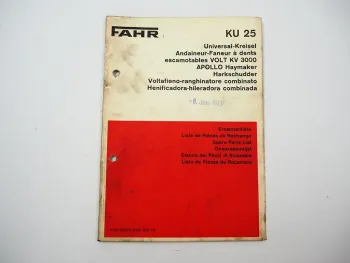 FAHR
KU 25
Universal-Kreisel
Andaineur-Faneur à dents
escamotables VOLT KV 3000
APOLLO Haymaker
Harkschudder
Voltafieno-ranghinatore combinato
Henificadora-hileradora combinada
Ersatzteilliste
Liste de Pièces de Rechange
Spare Parts List
Onderdelenlijst
Elenco dei Pezzi di Ricambio
Lista de Piezas de Recambio